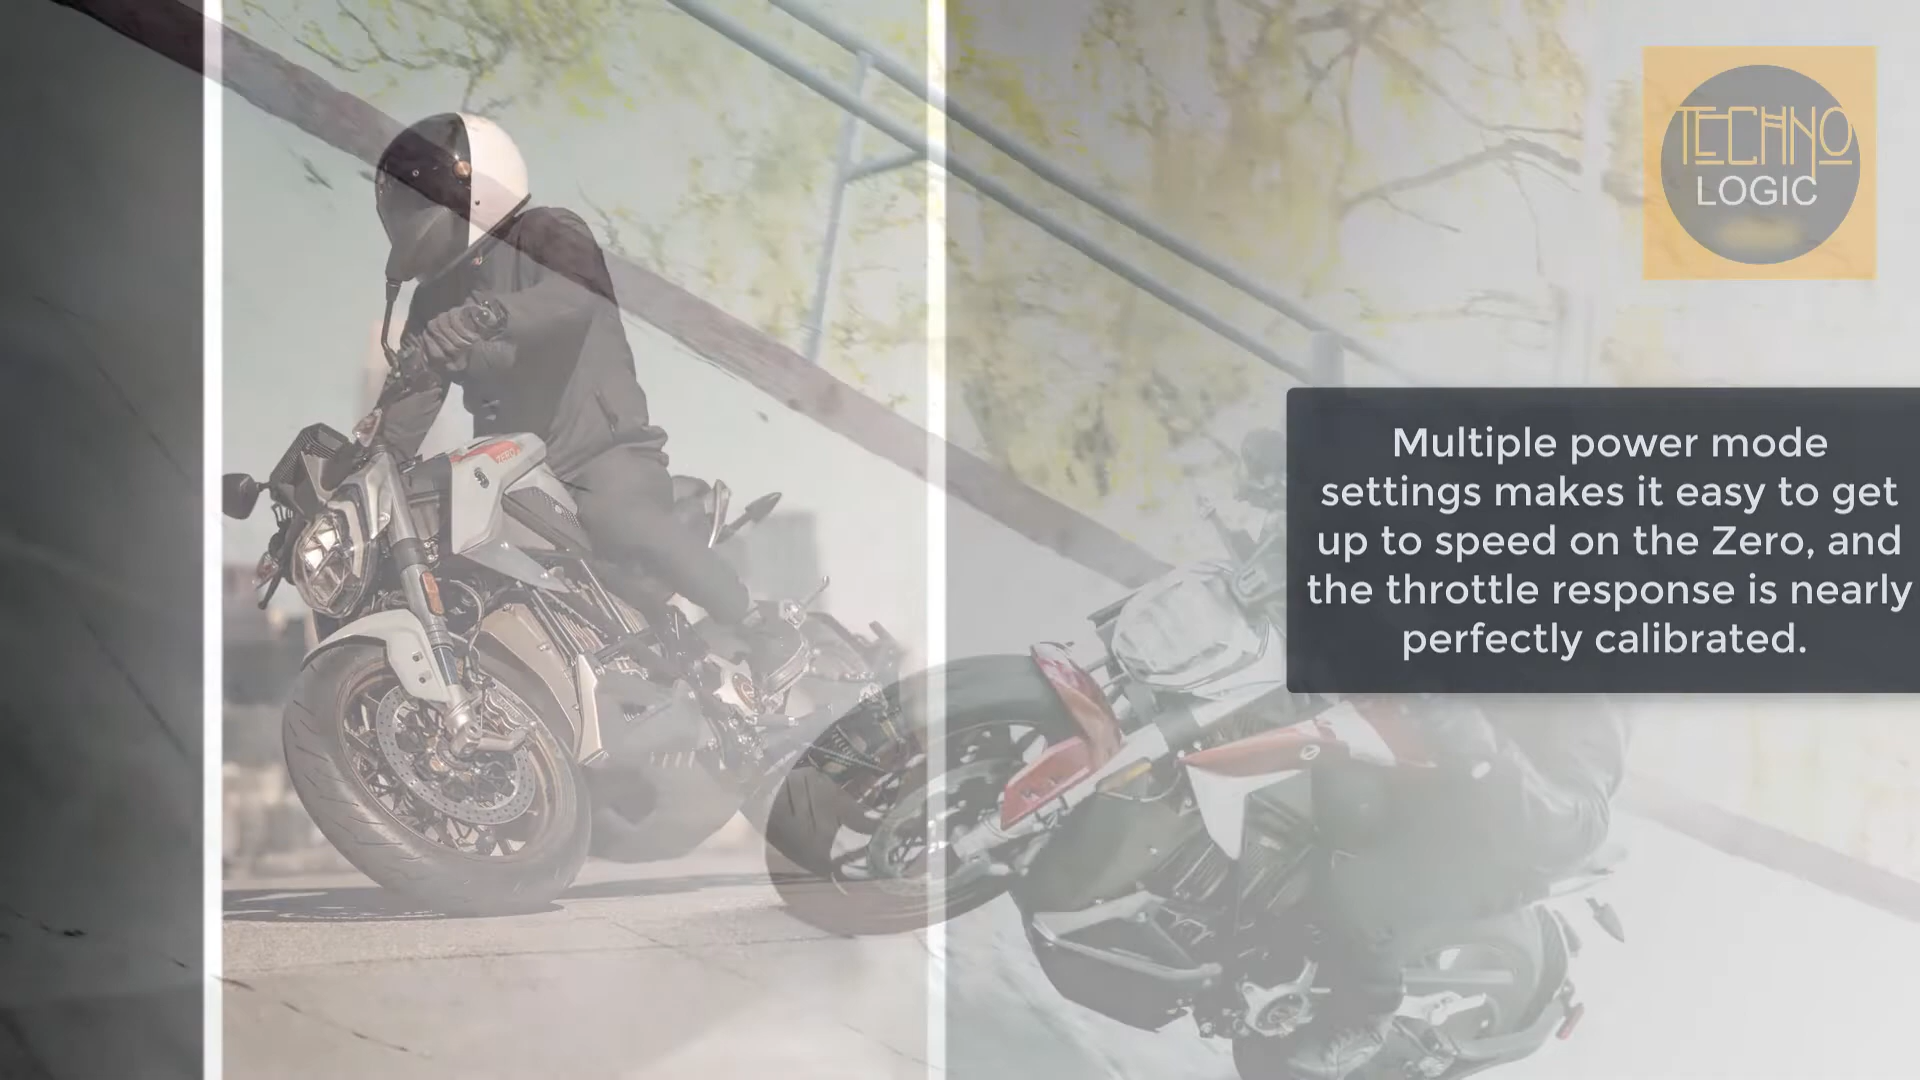 TECHNO
LOGIC
ZERO
Multiple power mode
settings makes it easy to get
up to speed on the Zero, and
the throttle response is nearly
perfectly calibrated.